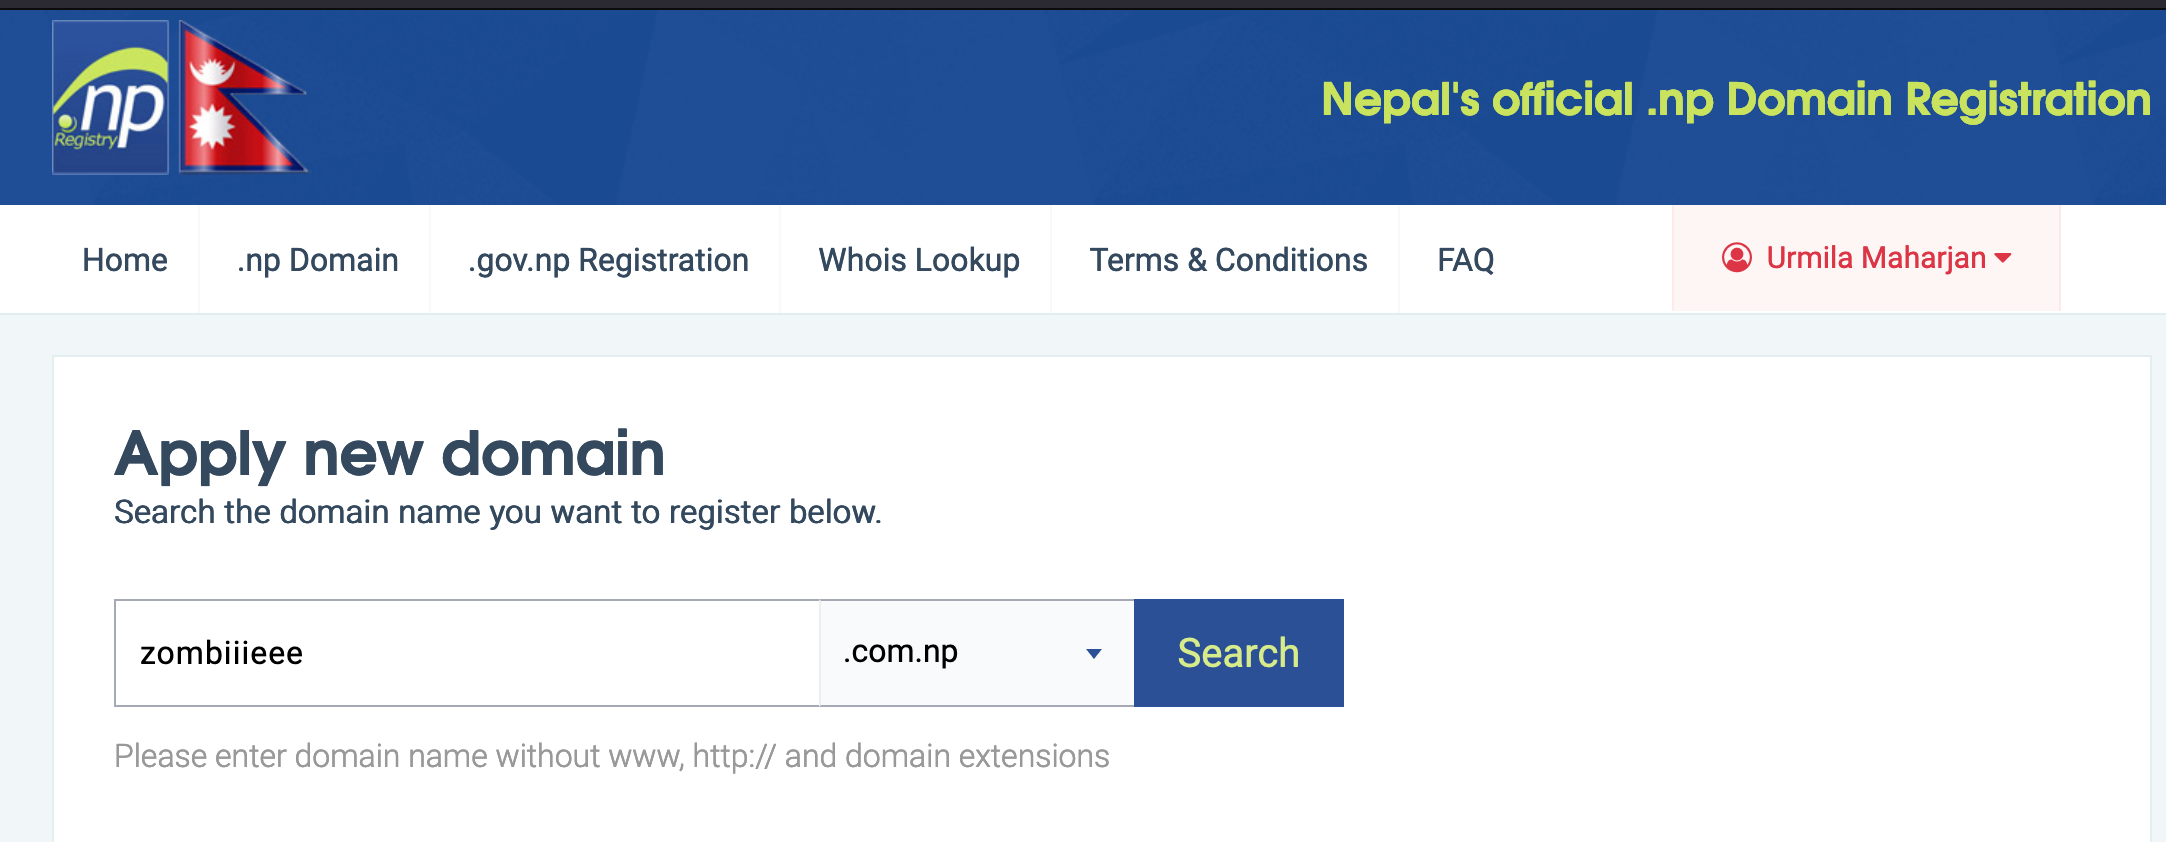 .np
Registry
Nepal's official .np Domain Registration
Home
.np Domain
.gov.np Registration
Whois Lookup
Terms & Conditions
FAQ
Urmila Maharjan
Apply new domain
Search the domain name you want to register below.
zombiiieee
.com.np
Search
Please enter domain name without www, http:// and domain extensions